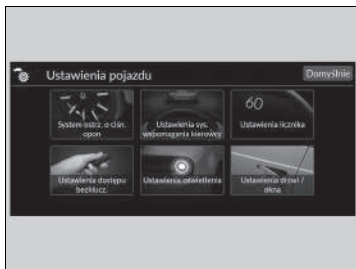 Ustawienia pojazdu
Domyślnie
System ostrz. o ciśn.
opon
Ustawienia sys.
wspomagania kierowcy
60
Ustawienia licznika
Ustawienia dostępu
bezklucz.
Ustawienia oświetlenia
Ustawienia drzwi /
okna